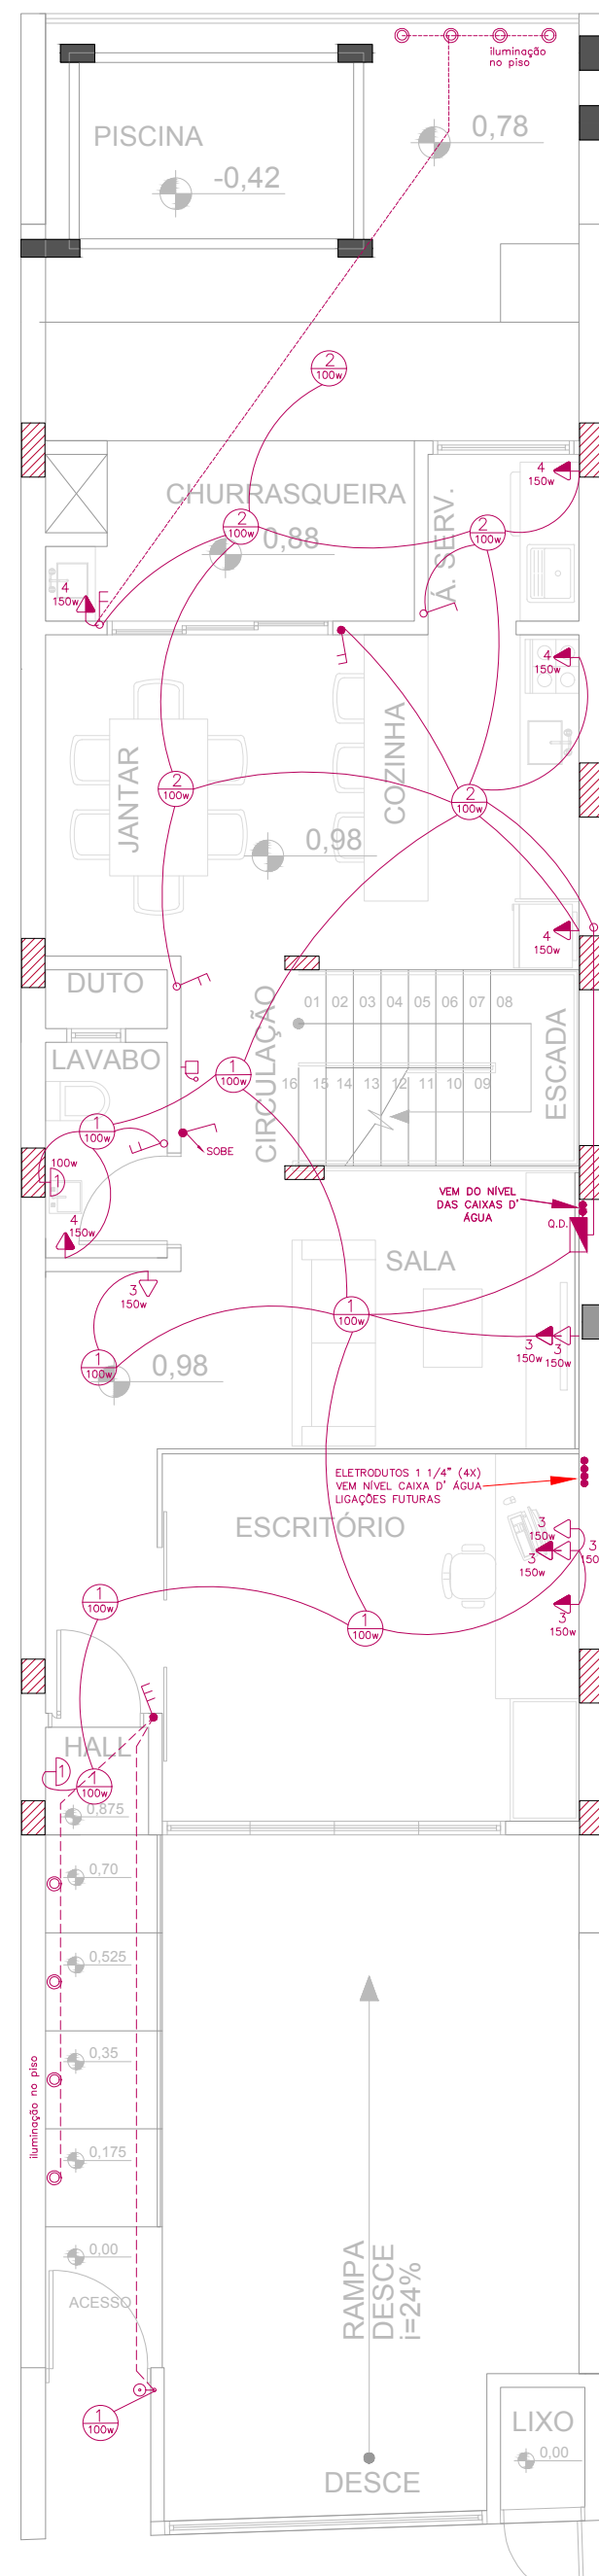 iluminação
no piso
PISCINA
0,78
-0,42
2
100w
4
150w
CHURRASQUEIRA
Á. SERV.
2
100w
0,88
2
100w
4
150w
4
150w
JANTAR
COZINHA
2
100w
2
100w
0,98
4
150w
DUTO
CIRCULAÇÃO
01 02 03 04 05 06 07 08
ESCADA
LAVABO
1
100w
16 15 14 13 12 11 10 09
1
100w
SOBE
100w
1
4
150w
VEM DO NÍVEL
DAS CAIXAS D'
ÁGUA
Q.D.
SALA
3
150w
1
100w
3
150w
3
150w
1
100w
0,98
ELETRODUTOS 1 1/4" (4X)
VEM NÍVEL CAIXA D' ÁGUA
LIGAÇÕES FUTURAS
ESCRITÓRIO
3
150w
3
150w
3
150
3
150w
1
100w
1
100w
HALL
1
1
100w
0,875
0,70
0,525
0,35
iluminação no piso
0,175
0,00
ACESSO
RAMPA
DESCE
i=24%
1
100w
LIXO
0,00
DESCE